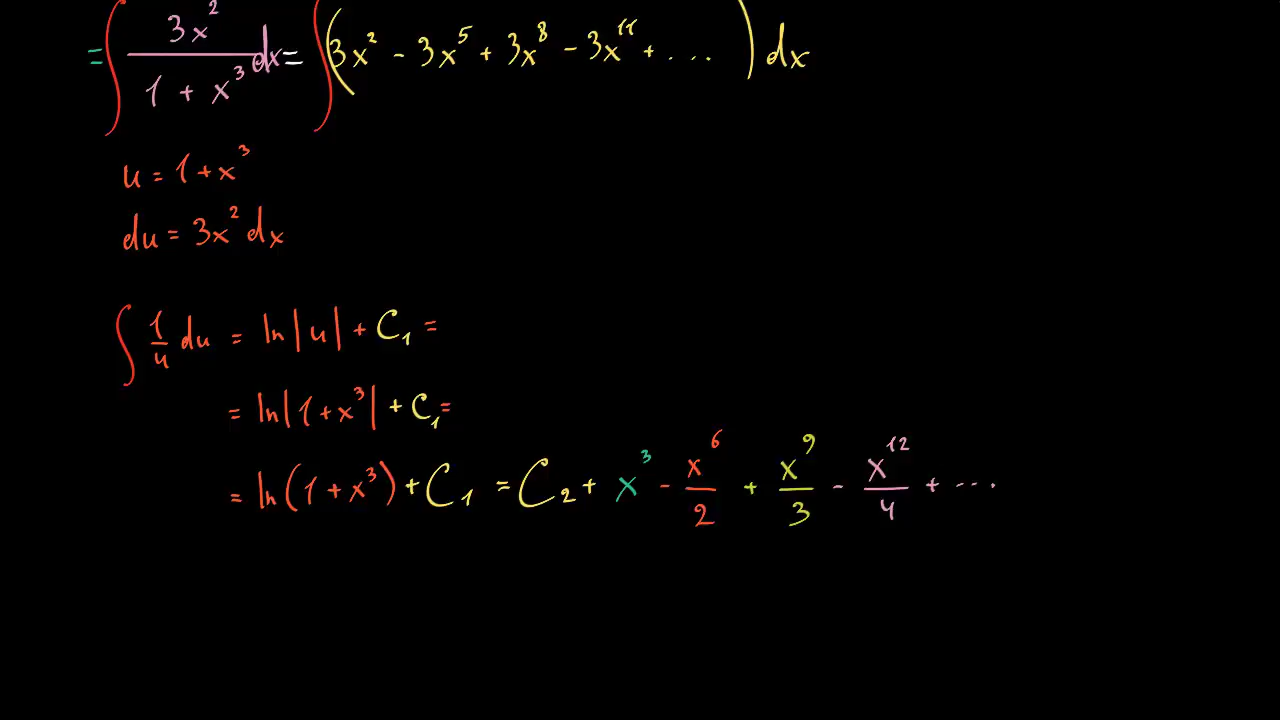 = ∫ 3x²/(1 + x³) dx = ∫ (3x² - 3x⁵ + 3x⁸ - 3x¹¹ + ...) dx
u = 1 + x³
du = 3x² dx
∫ 1/u du = ln|u| + C₁ =
= ln|1 + x³| + C₁ =
= ln(1 + x³) + C₁ = C₂ + x³ - x⁶/2 + x⁹/3 - x¹²/4 + ...